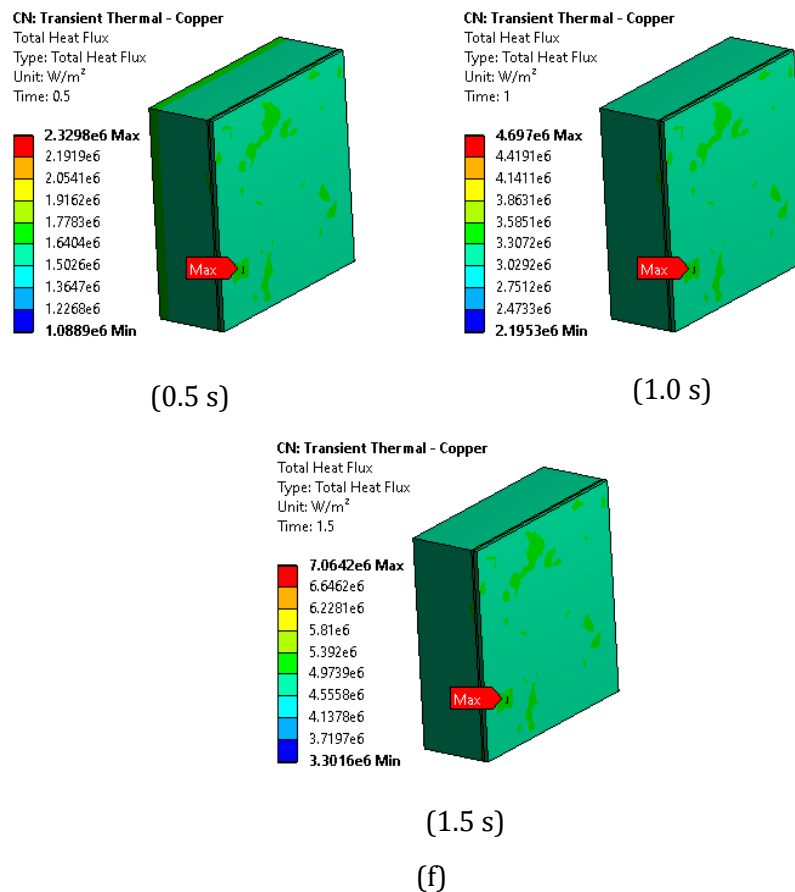 CN: Transient Thermal - Copper
Total Heat Flux
Type: Total Heat Flux
Unit: W/m²
Time: 0.5
2.3298e6 Max
2.1919e6
2.0541e6
1.9162e6
1.7783e6
1.6404e6
1.5026e6
1.3647e6
1.2268e6
1.0889e6 Min
Max
(0.5 s)
CN: Transient Thermal - Copper
Total Heat Flux
Type: Total Heat Flux
Unit: W/m²
Time: 1
4.697e6 Max
4.4191e6
4.1411e6
3.8631e6
3.5851e6
3.3072e6
3.0292e6
2.7512e6
2.4733e6
2.1953e6 Min
Max
(1.0 s)
CN: Transient Thermal - Copper
Total Heat Flux
Type: Total Heat Flux
Unit: W/m²
Time: 1.5
7.0642e6 Max
6.6462e6
6.2281e6
5.81e6
5.392e6
4.9739e6
4.5558e6
4.1378e6
3.7197e6
3.3016e6 Min
Max
(1.5 s)
(f)